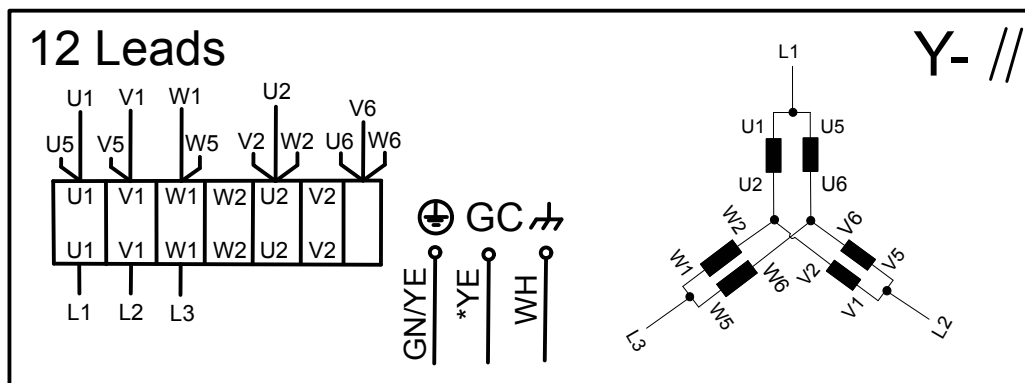 12 Leads
Y- //
U1 V1 W1 U2 V6
U5 V5 W5 V2 W2 U6 W6
U1 V1 W1 W2 U2 V2
U1 V1 W1 W2 U2 V2
L1 L2 L3
GC
GN/YE *YE WH
L1
U1 U5
U2 U6
W2 V6
W1 W6 V2 V5
W5 V1
L3 L2